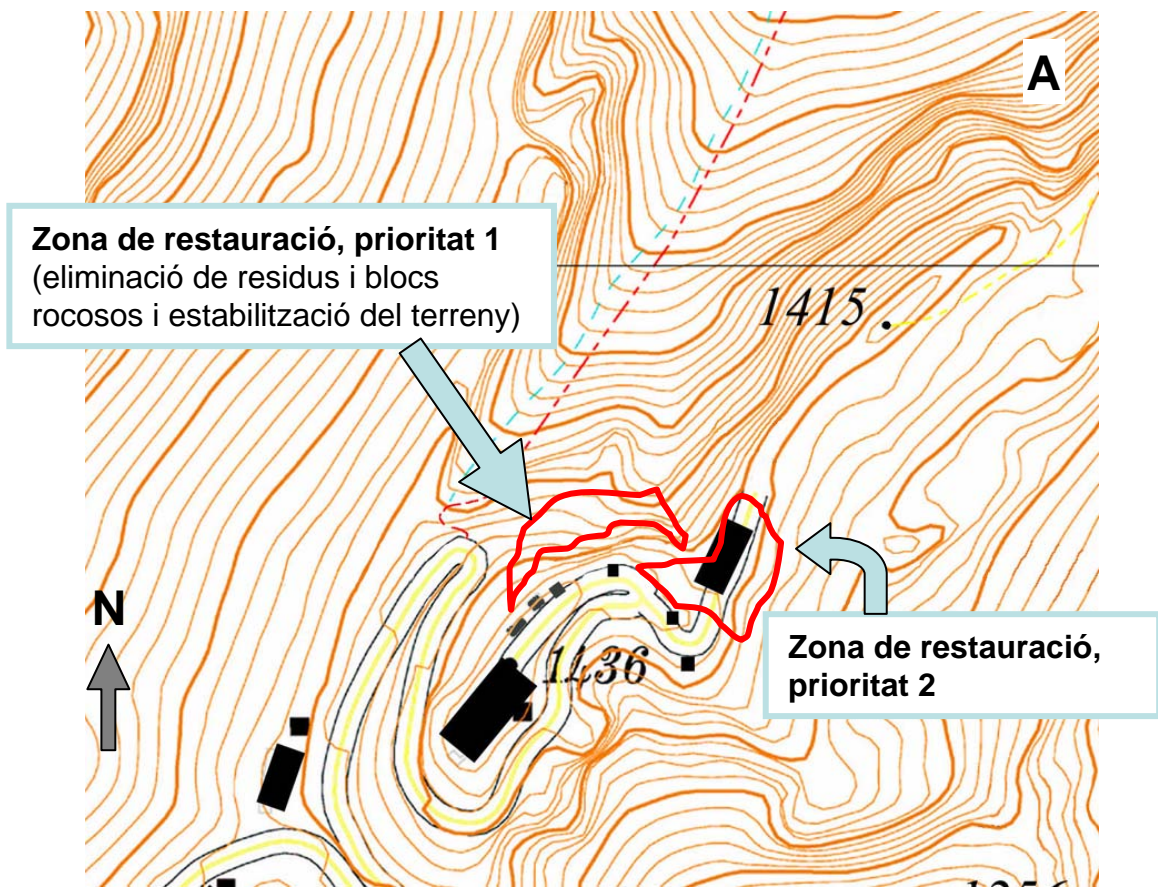 A
Zona de restauració, prioritat 1
(eliminació de residus i blocs
rocosos i estabilització del terreny)
1415
N
1436
Zona de restauració,
prioritat 2